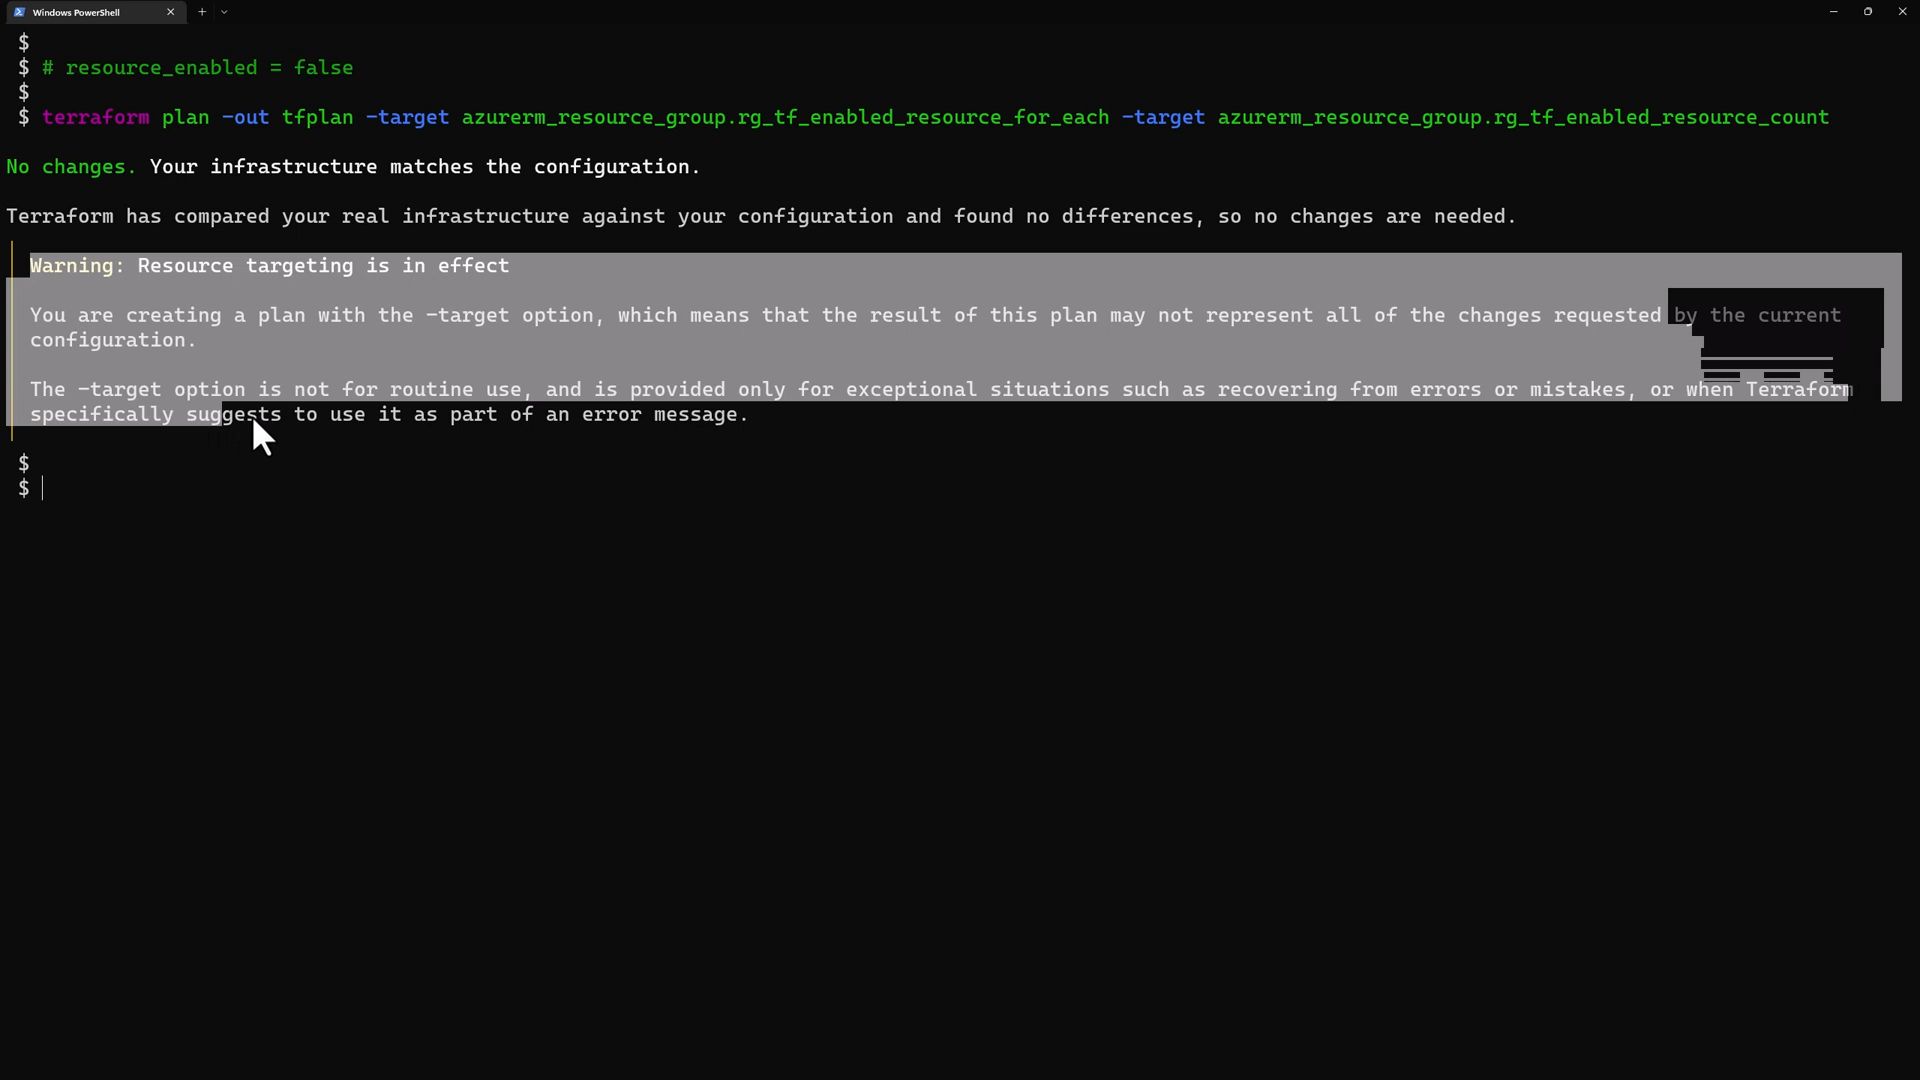 Windows PowerShell
$
$ # resource_enabled = false
$
$ terraform plan -out tfplan -target azurerm_resource_group.rg_tf_enabled_resource_for_each -target azurerm_resource_group.rg_tf_enabled_resource_count
No changes. Your infrastructure matches the configuration.
Terraform has compared your real infrastructure against your configuration and found no differences, so no changes are needed.
Warning: Resource targeting is in effect
You are creating a plan with the -target option, which means that the result of this plan may not represent all of the changes requested by the current
configuration.
The -target option is not for routine use, and is provided only for exceptional situations such as recovering from errors or mistakes, or when Terraform
specifically suggests to use it as part of an error message.
$
$